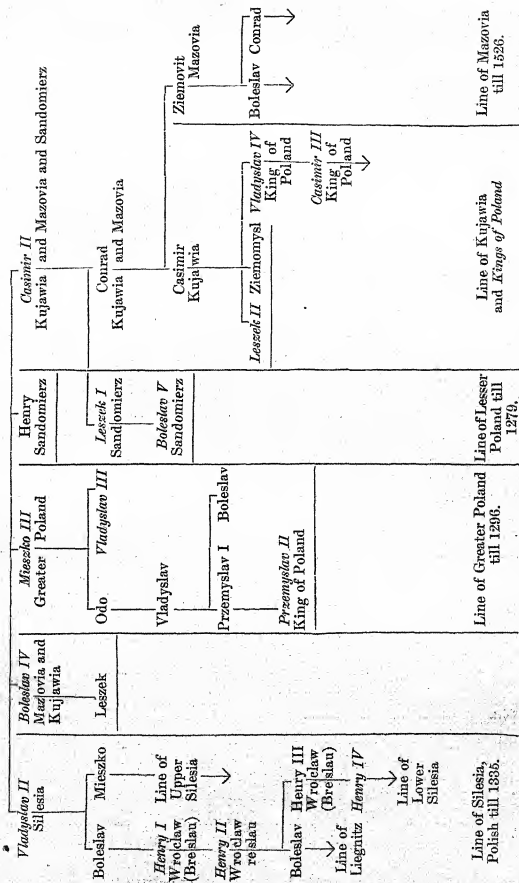 Vladyslav II
Sillesia
Boleslav
Mieszko
Henry I
Wroclaw
(Breslau)
Line of
Upper
Silesia
Henry II
Wroclaw
reslau
Boleslav
Henry III
Wroclaw
(Breslau)
Line of
Liegnitz
Henry IV
Line of
Lower
Silesia
Line of Silesia,
Polish till 1335.
Boleslav IV
Mazovia and
Kujawia
Leszek
Mieszko III
Greater Poland
Odo
Vladyslav III
Vladyslav
Przemyslav I
Boleslav
Przemyslav II
King of Poland
Line of Greater Poland
till 1296.
Henry
Sandomierz
Leszek I
Sandomierz
Boleslav V
Sandomierz
Line of Lesser
Poland till
1279.
Casimir II
Kujawia and Mazovia and Sandomierz
Conrad
Kujawia and Mazovia
Casimir
Kujawia
Leszek II
Ziemomysl
Vladyslav IV
King of
Poland
Casimir III
King of
Poland
Line of Kujawia
and Kings of Poland
Ziemovit
Mazovia
Boleslav
Conrad
Line of Mazovia
till 1526.